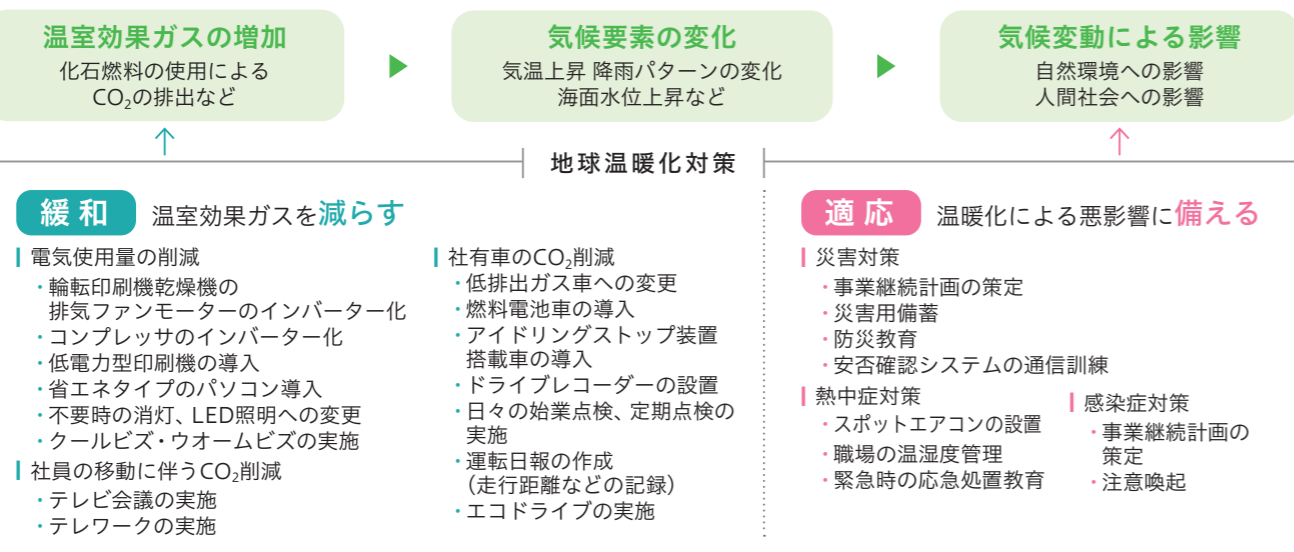 温室効果ガスの増加
化石燃料の使用による
CO₂の排出など
▶
気候要素の変化
気温上昇 降雨パターンの変化
海面水位上昇など
▶
気候変動による影響
自然環境への影響
人間社会への影響
地球温暖化対策
緩和 温室効果ガスを減らす
電気使用量の削減
・輪転印刷機乾燥機の
排気ファンモーターのインバーター化
・コンプレッサのインバーター化
・低電力型印刷機の導入
・省エネタイプのパソコン導入
・不要時の消灯、LED照明への変更
・クールビズ・ウオームビズの実施
社員の移動に伴うCO₂削減
・テレビ会議の実施
・テレワークの実施
社有車のCO₂削減
・低排出ガス車への変更
・燃料電池車の導入
・アイドリングストップ装置
搭載車の導入
・ドライブレコーダーの設置
・日々の始業点検、定期点検の
実施
・運転日報の作成
（走行距離などの記録）
・エコドライブの実施
適応 温暖化による悪影響に備える
災害対策
・事業継続計画の策定
・災害用備蓄
・防災教育
・安否確認システムの通信訓練
熱中症対策
・スポットエアコンの設置
・職場の温湿度管理
・緊急時の応急処置教育
感染症対策
・事業継続計画の
策定
・注意喚起